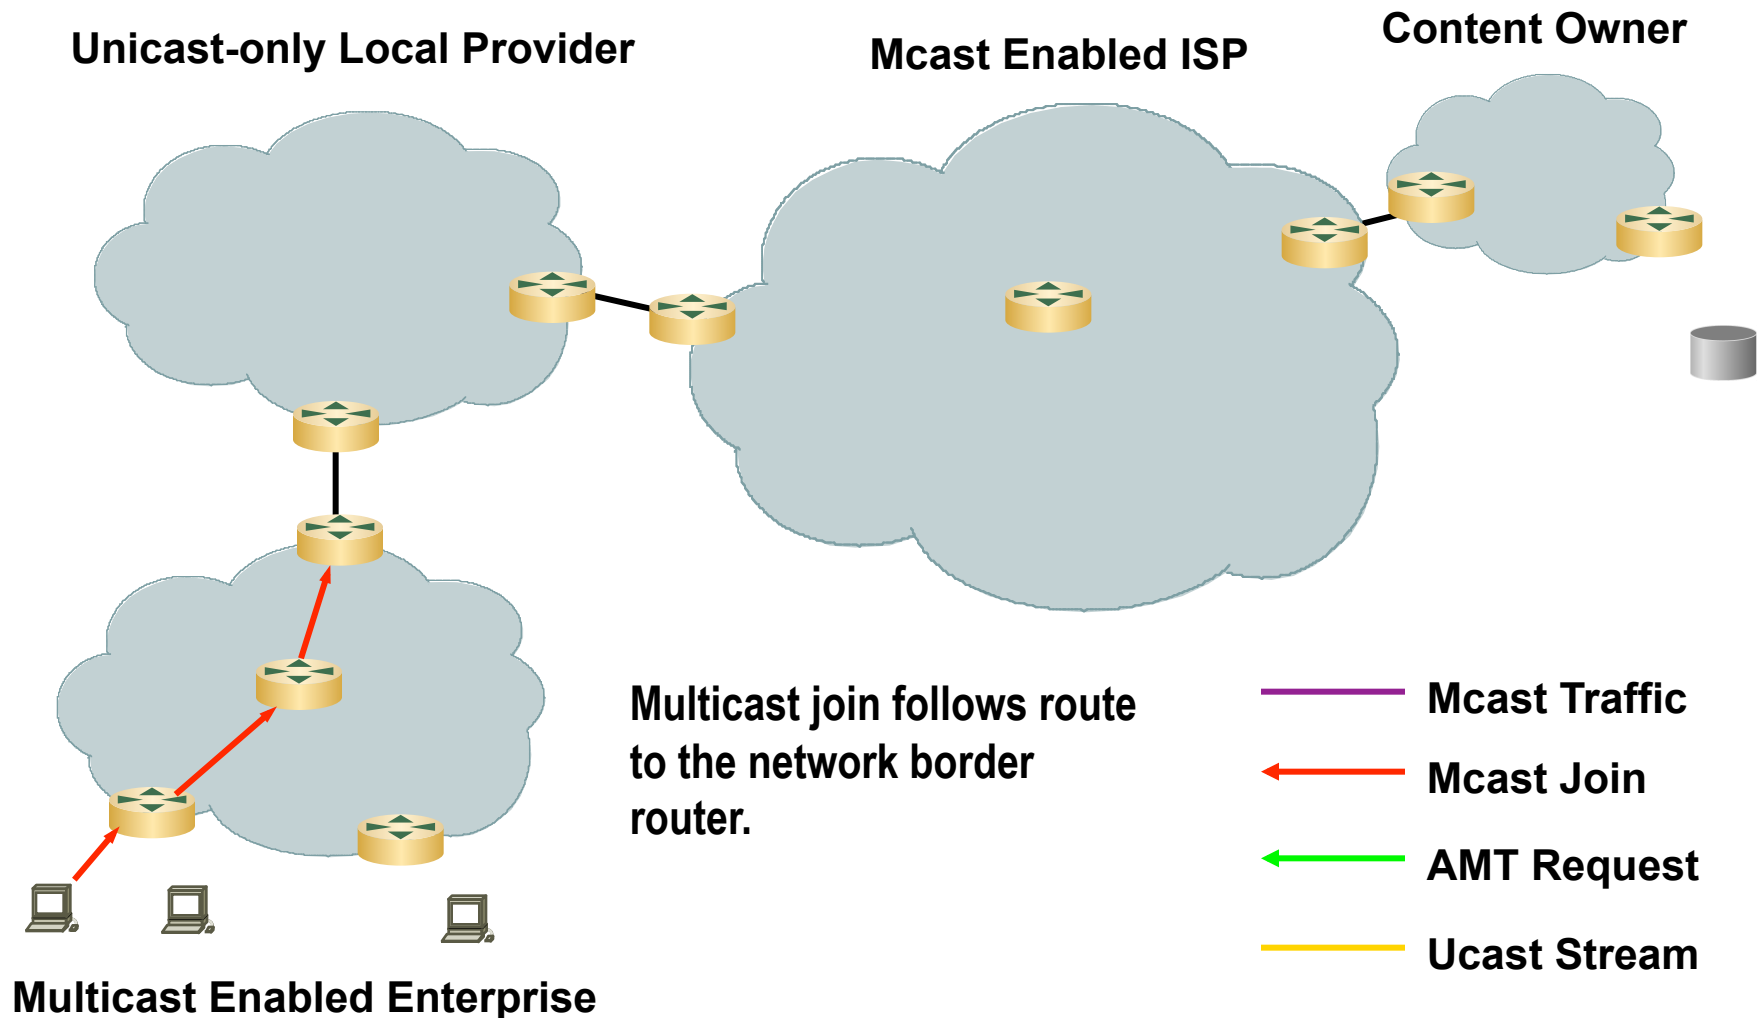 Unicast-only Local Provider
Mcast Enabled ISP
Content Owner
Multicast join follows route
to the network border
router.
Mcast Traffic
Mcast Join
AMT Request
Ucast Stream
Multicast Enabled Enterprise